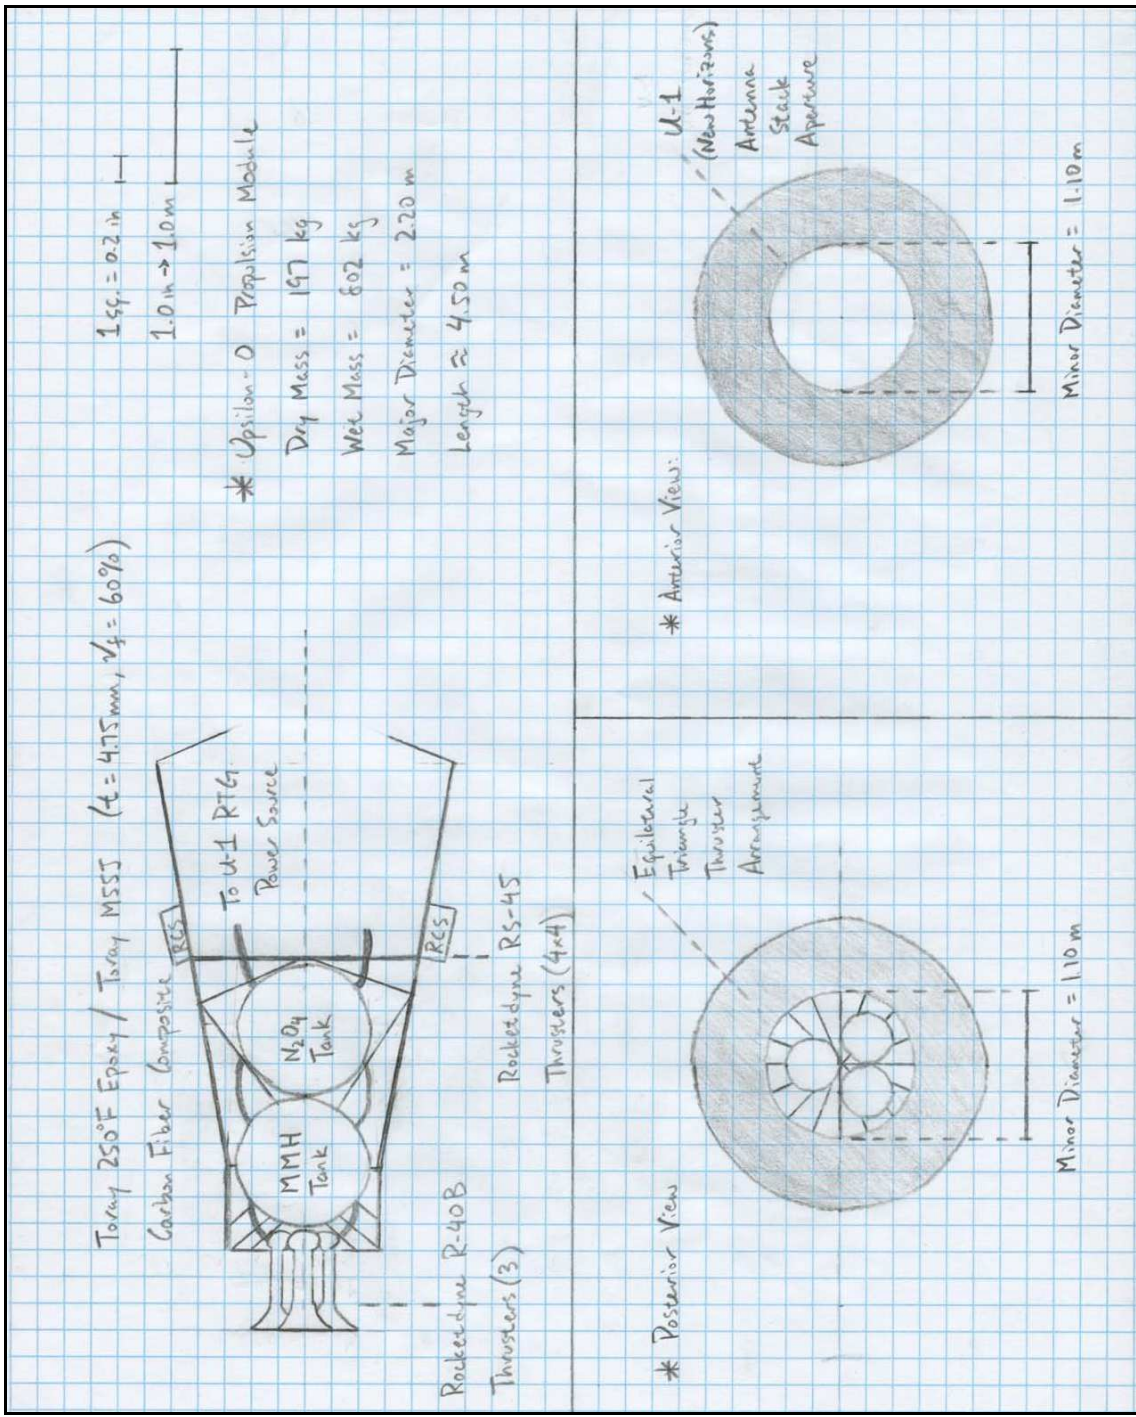 Toray 250°F Epoxy / Toray M55J (t = 4.75mm, Vf = 60%)
Carbon Fiber Composite
1 sq. = 0.2 in
1.0 in → 1.0 m
RCS
To U-1 RTG
Power Source
N2O4
Tank
MMH
Tank
RCS
Rocketdyne R-40B
Thrusters (3)
Rocketdyne RS-45
Thrusters (4x4)
* Upsilon-0 Propulsion Module
Dry Mass = 197 kg
Wet Mass = 802 kg
Major Diameter = 2.20 m
Length ≈ 4.50 m
* Posterior View
Equilateral
Triangle
Thruster
Arrangement
Minor Diameter = 1.10 m
* Anterior View:
U-1
(New Horizons)
Antenna
Stack
Aperture
Minor Diameter = 1.10 m